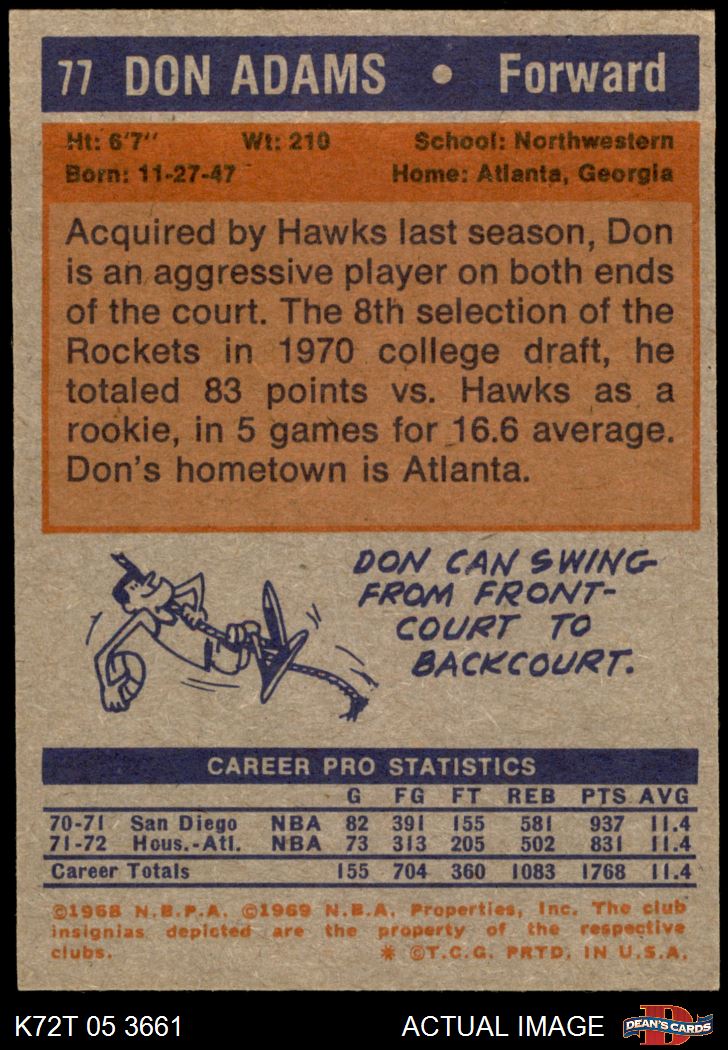 77 DON ADAMS • Forward
Ht: 6'7" Wt: 210 School: Northwestern
Born: 11-27-47 Home: Atlanta, Georgia
Acquired by Hawks last season, Don
is an aggressive player on both ends
of the court. The 8th selection of the
Rockets in 1970 college draft, he
totaled 83 points vs. Hawks as a
rookie, in 5 games for 16.6 average.
Don's hometown is Atlanta.
DON CAN SWING
FROM FRONT-
COURT TO
BACKCOURT.
CAREER PRO STATISTICS
G FG FT REB PTS AVG
70-71 San Diego NBA 82 391 155 581 937 11.4
71-72 Hous.-Atl. NBA 73 313 205 502 831 11.4
Career Totals 155 704 360 1083 1768 11.4
©1968 N.B.P.A. ©1969 N.B.A. Properties, Inc. The club
insignias depicted are the property of the respective
clubs. * ©T.C.G. PRTD. IN U.S.A.
K72T 05 3661 ACTUAL IMAGE D DEAN'S CARDS